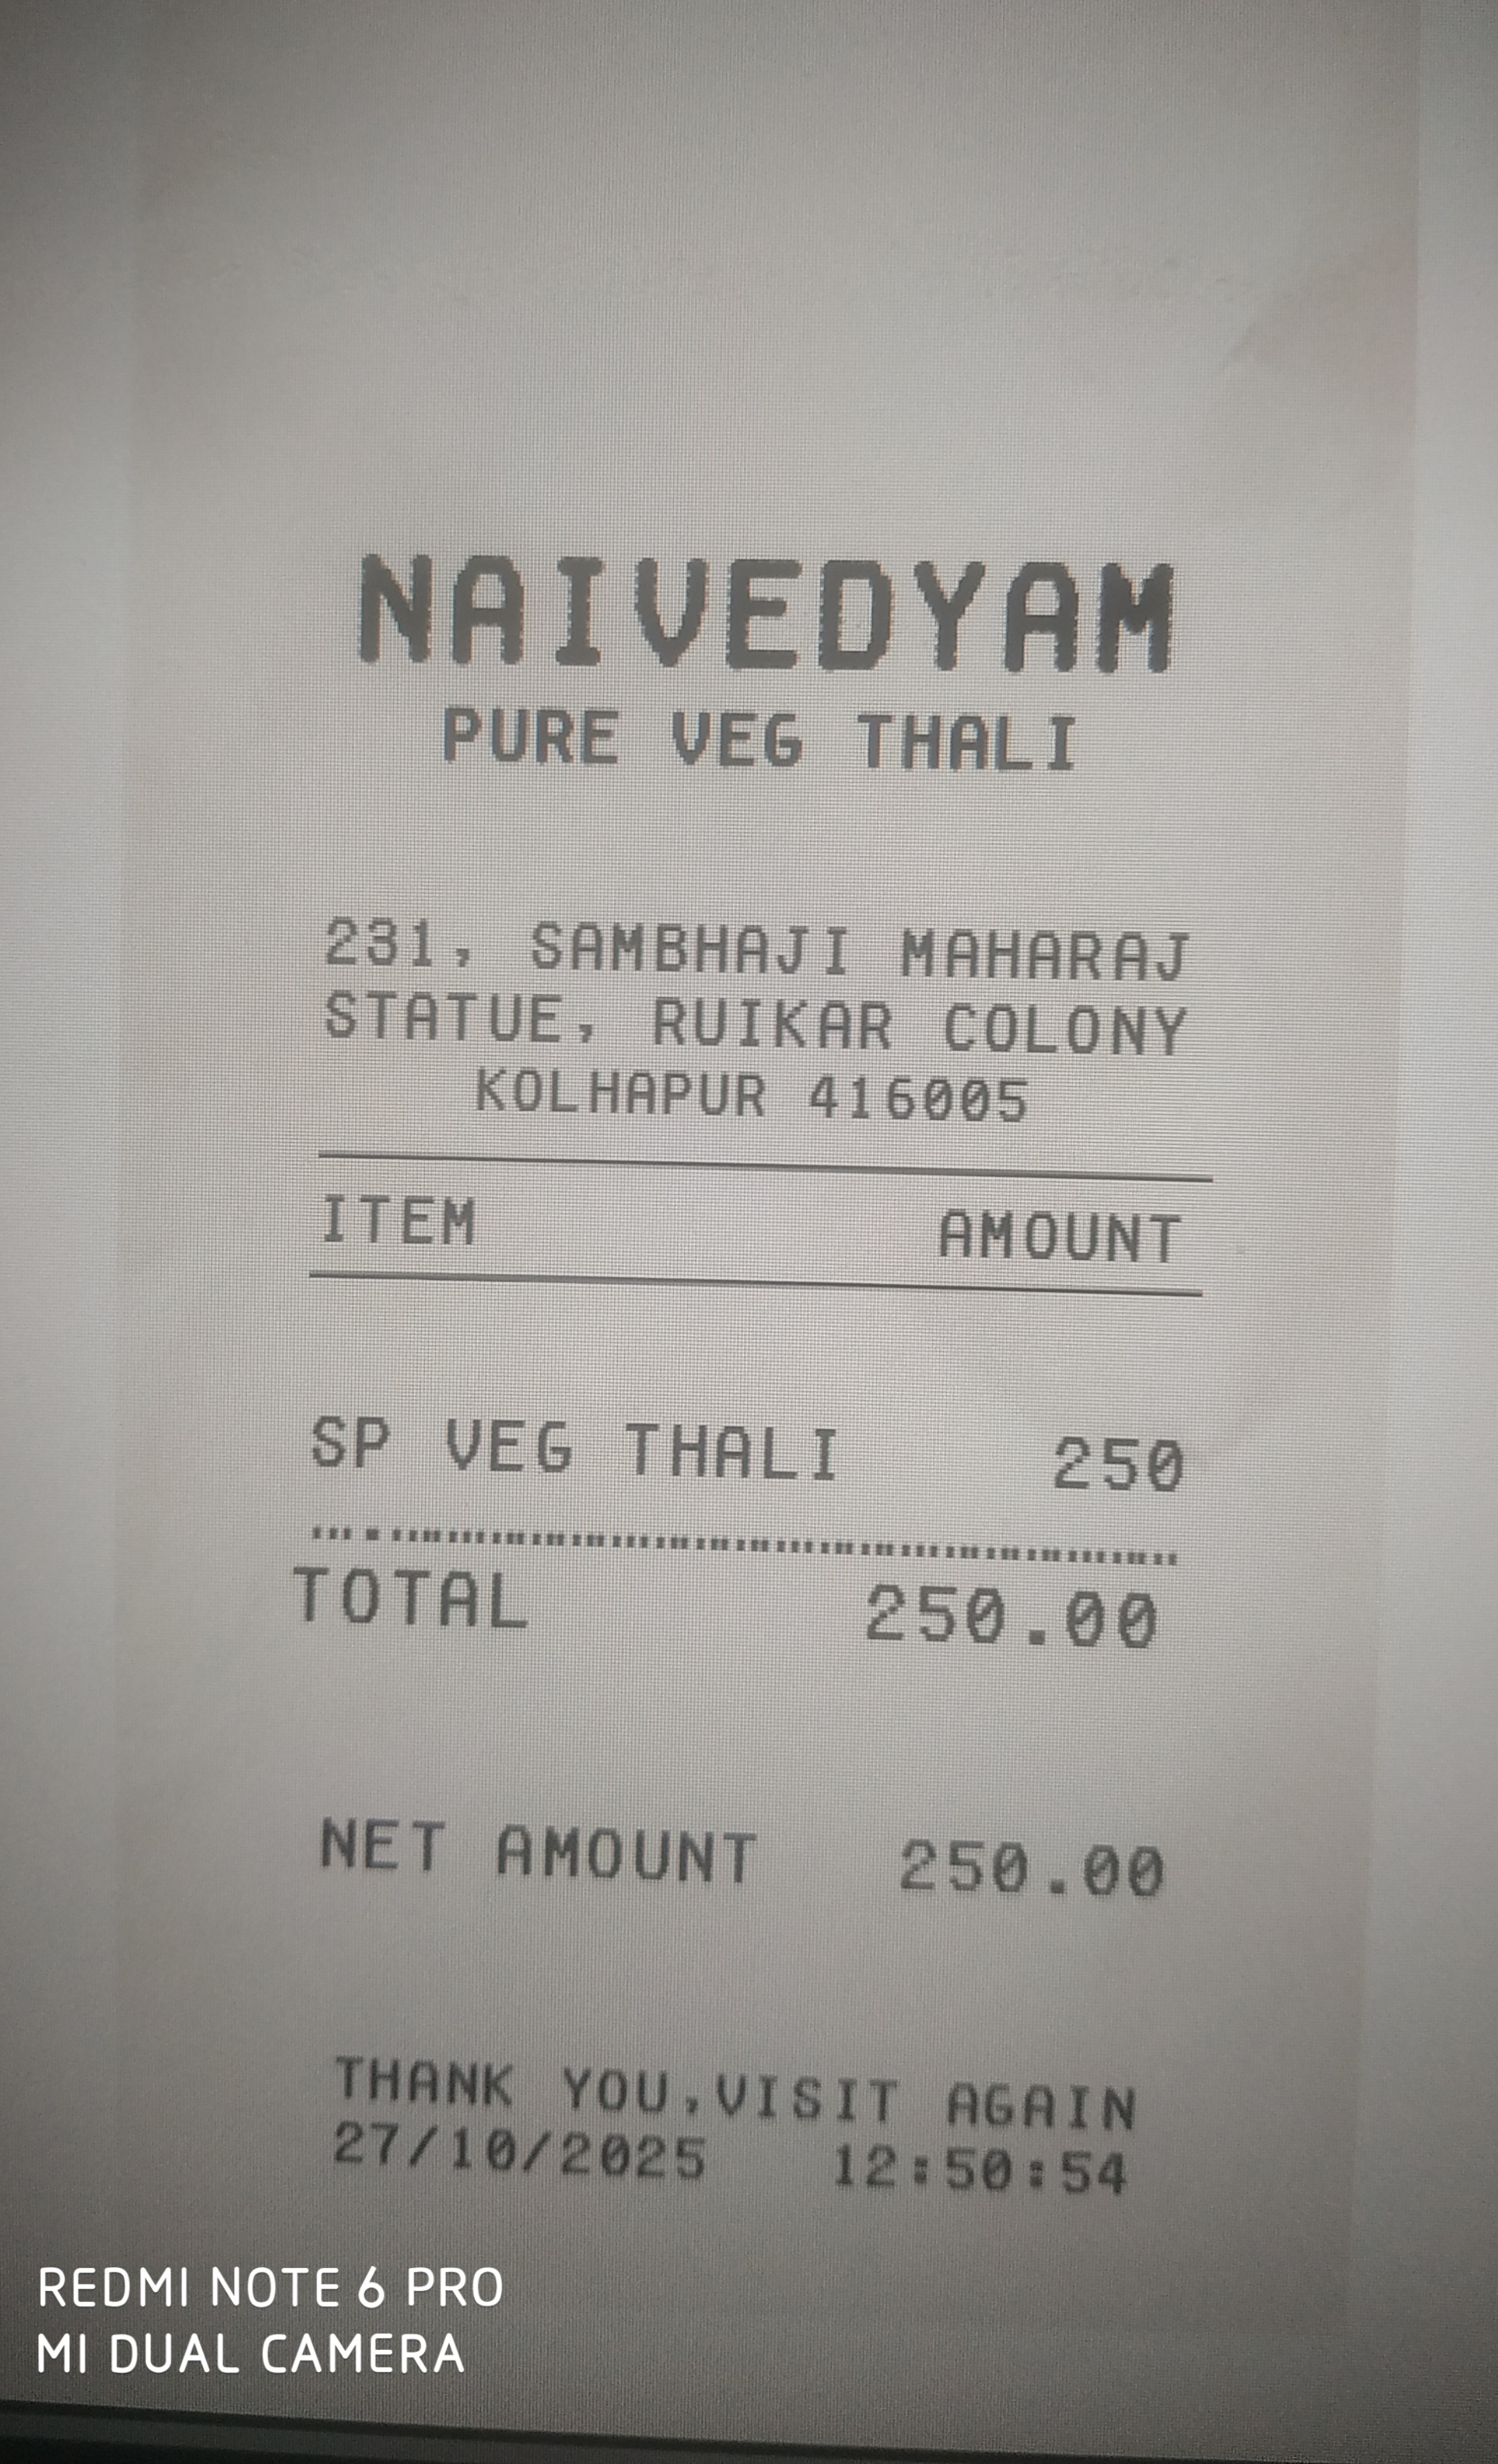 NAIVEDYAM
PURE VEG THALI
231, SAMBHAJI MAHARAJ
STATUE, RUIKAR COLONY
KOLHAPUR 416005
ITEM AMOUNT
SP VEG THALI 250
TOTAL 250.00
NET AMOUNT 250.00
THANK YOU,VISIT AGAIN
27/10/2025 12:50:54
REDMI NOTE 6 PRO
MI DUAL CAMERA